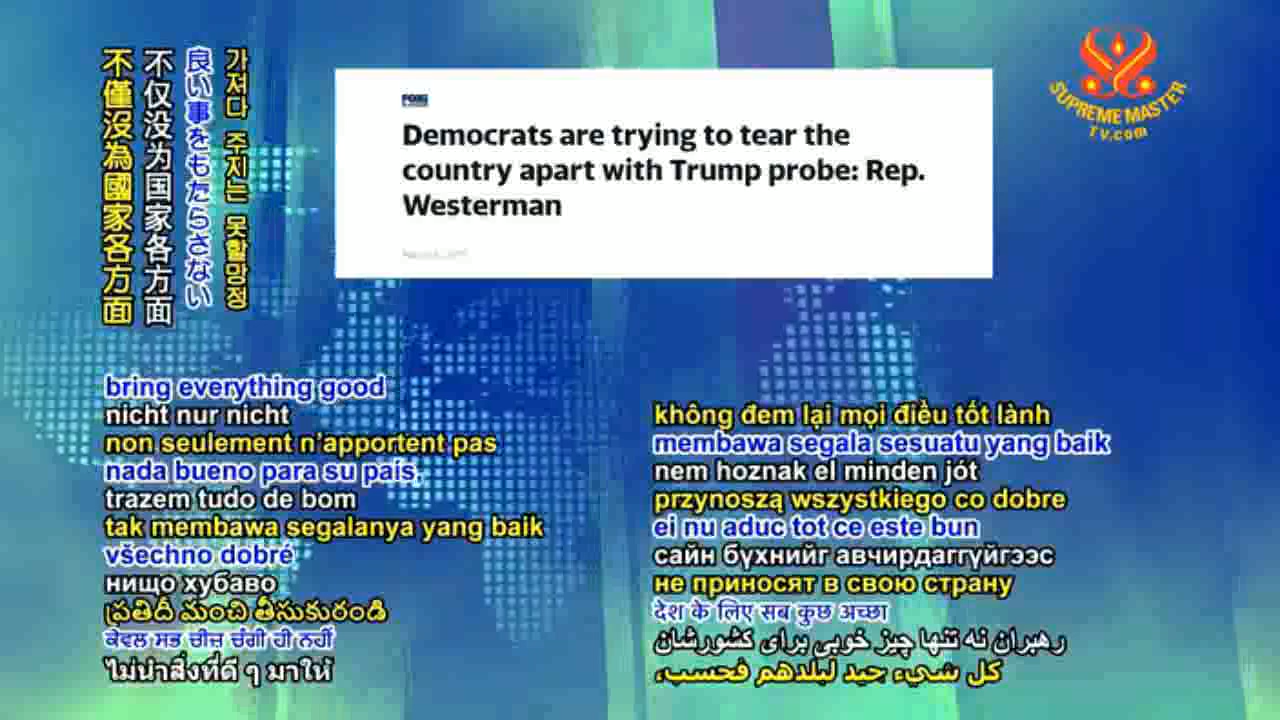 不僅沒為國家各方面
不仅没为国家各方面
良い事をもたらさない
가져다 주지는 못할망정
FOX
Democrats are trying to tear the
country apart with Trump probe: Rep.
Westerman
SUPREME MASTER
Tv.com
bring everything good
nicht nur nicht
non seulement n'apportent pas
nada bueno para su país,
trazem tudo de bom
tak membawa segalanya yang baik
všechno dobré
нищо хубаво
ప్రతిదీ మంచి తీసుకురండి
ਕੇਵਲ ਸਭ ਚੀਜ਼ ਚੰਗੀ ਹੀ ਨਹੀਂ
ไม่นำสิ่งที่ดี ๆ มาให้
không đem lại mọi điều tốt lành
membawa segala sesuatu yang baik
nem hoznak el minden jót
przynoszą wszystkiego co dobre
ei nu aduc tot ce este bun
сайн бүхнийг авчирдаггүйгээс
не приносят в свою страну
देश के लिए सब कुछ अच्छा
رهبران نه تنها چیز خوبی برای کشورشان
كل شيء جيد لبلدهم فحسب،